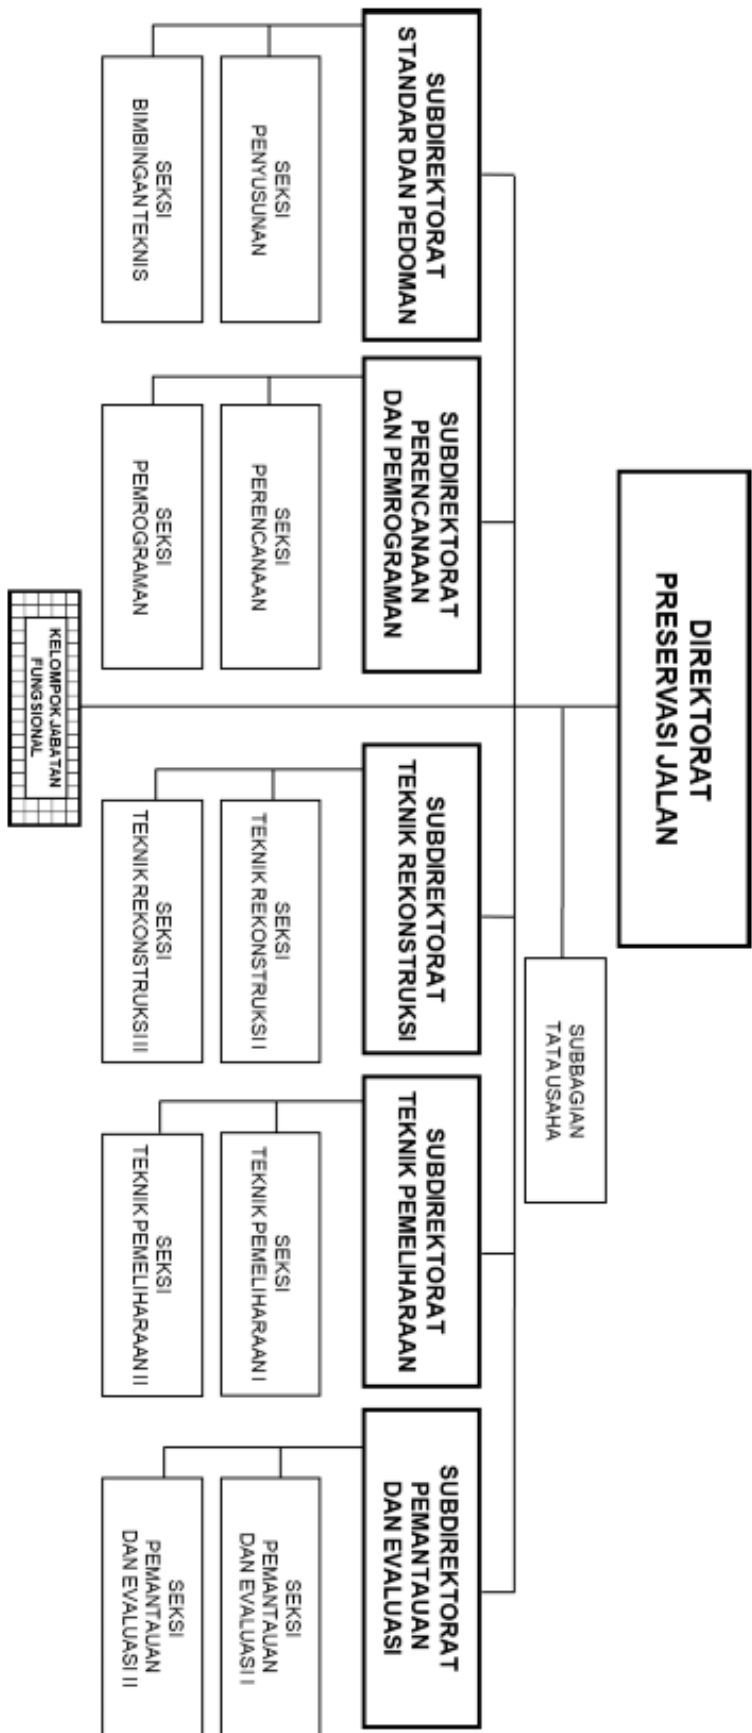 DIREKTORAT
PRESERVASI JALAN
SUBBAGIAN
TATA USAHA
SUBDIREKTORAT
STANDAR DAN PEDOMAN
SUBDIREKTORAT
PERENCANAAN
DAN PEMROGRAMAN
SUBDIREKTORAT
TEKNIK REKONSTRUKSI
SUBDIREKTORAT
TEKNIK PEMELIHARAAN
SUBDIREKTORAT
PEMANTAUAN
DAN EVALUASI
SEKSI
PENYUSUNAN
SEKSI
PERENCANAAN
SEKSI
TEKNIK REKONSTRUKSI I
SEKSI
TEKNIK PEMELIHARAAN I
SEKSI
PEMANTAUAN
DAN EVALUASI I
SEKSI
BIMBINGAN TEKNIS
SEKSI
PEMROGRAMAN
SEKSI
TEKNIK REKONSTRUKSI II
SEKSI
TEKNIK PEMELIHARAAN II
SEKSI
PEMANTAUAN
DAN EVALUASI II
KELOMPOK JABATAN
FUNGSIONAL